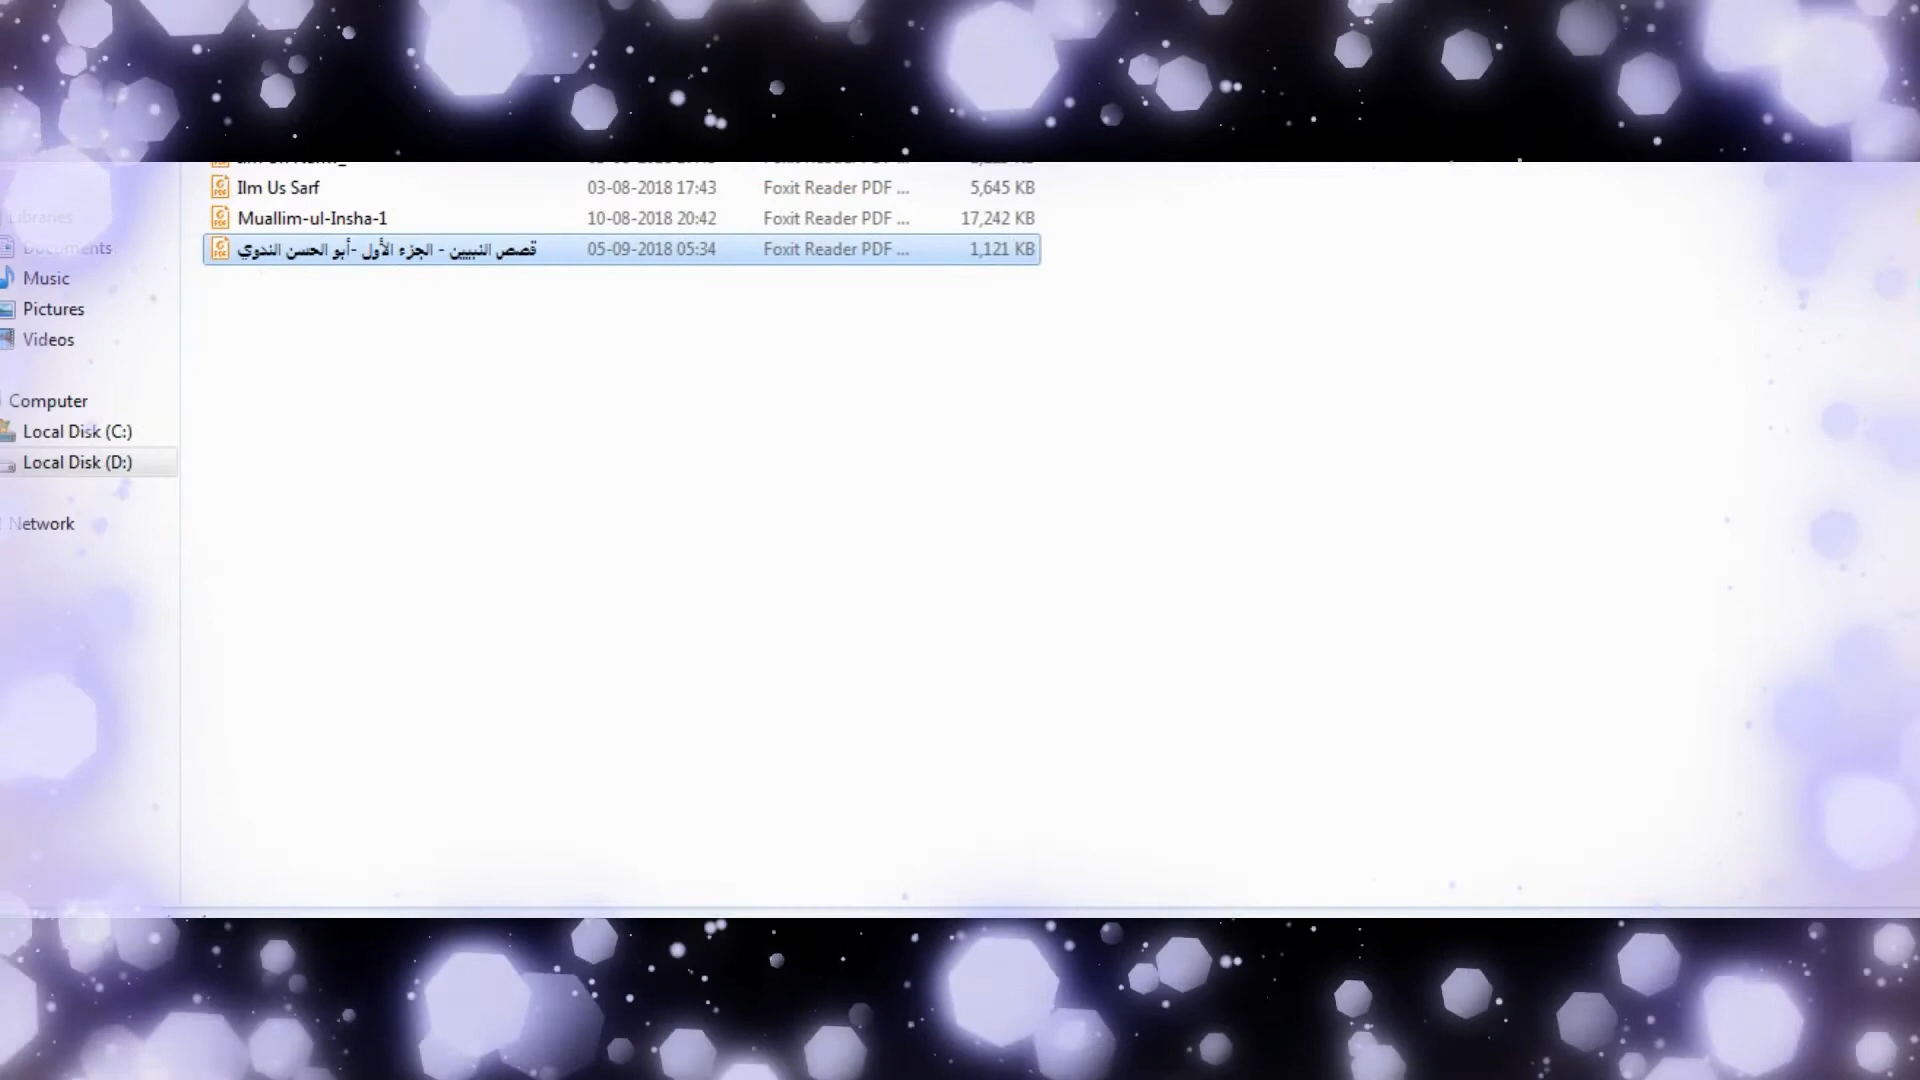 Ilm Us Sarf 03-08-2018 17:43 Foxit Reader PDF ... 5,645 KB
Muallim-ul-Insha-1 10-08-2018 20:42 Foxit Reader PDF ... 17,242 KB
قصص النبيين - الجزء الأول -أبو الحسن الندوي 05-09-2018 05:34 Foxit Reader PDF ... 1,121 KB
Libraries
Documents
Music
Pictures
Videos
Computer
Local Disk (C:)
Local Disk (D:)
Network